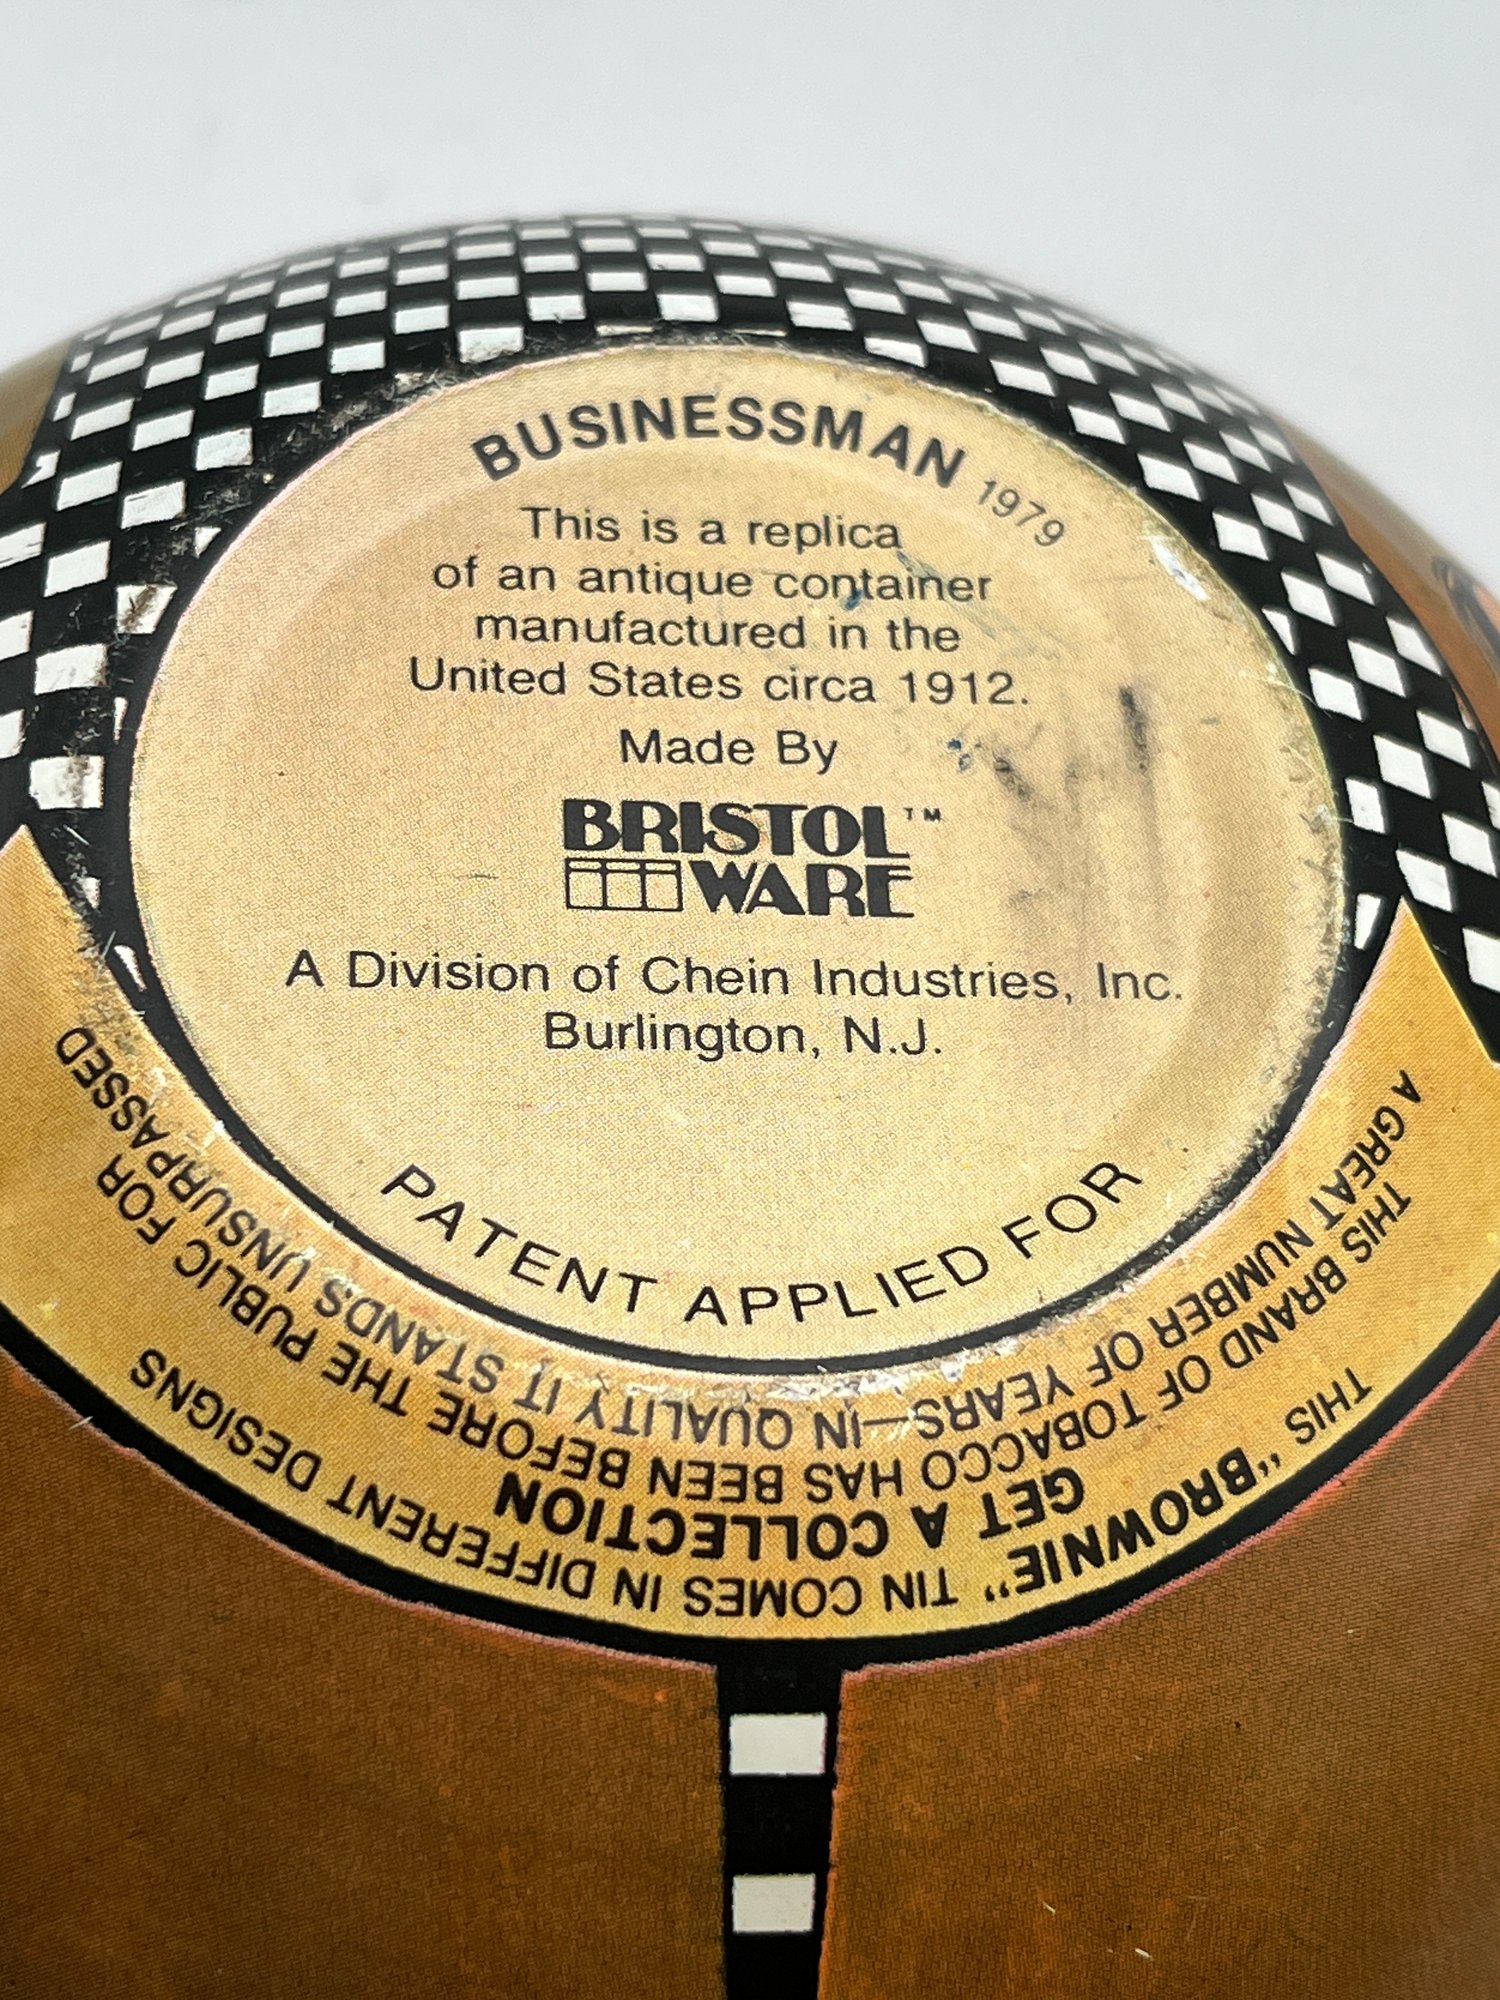 BUSINESSMAN 1979
This is a replica
of an antique container
manufactured in the
United States circa 1912.
Made By
BRISTOL™
WARE
A Division of Chein Industries, Inc.
Burlington, N.J.
PATENT APPLIED FOR
THIS "BROWNIE" TIN COMES IN DIFFERENT DESIGNS
GET A COLLECTION
THIS BRAND OF TOBACCO HAS BEEN BEFORE THE PUBLIC FOR
A GREAT NUMBER OF YEARS—IN QUALITY IT STANDS UNSURPASSED